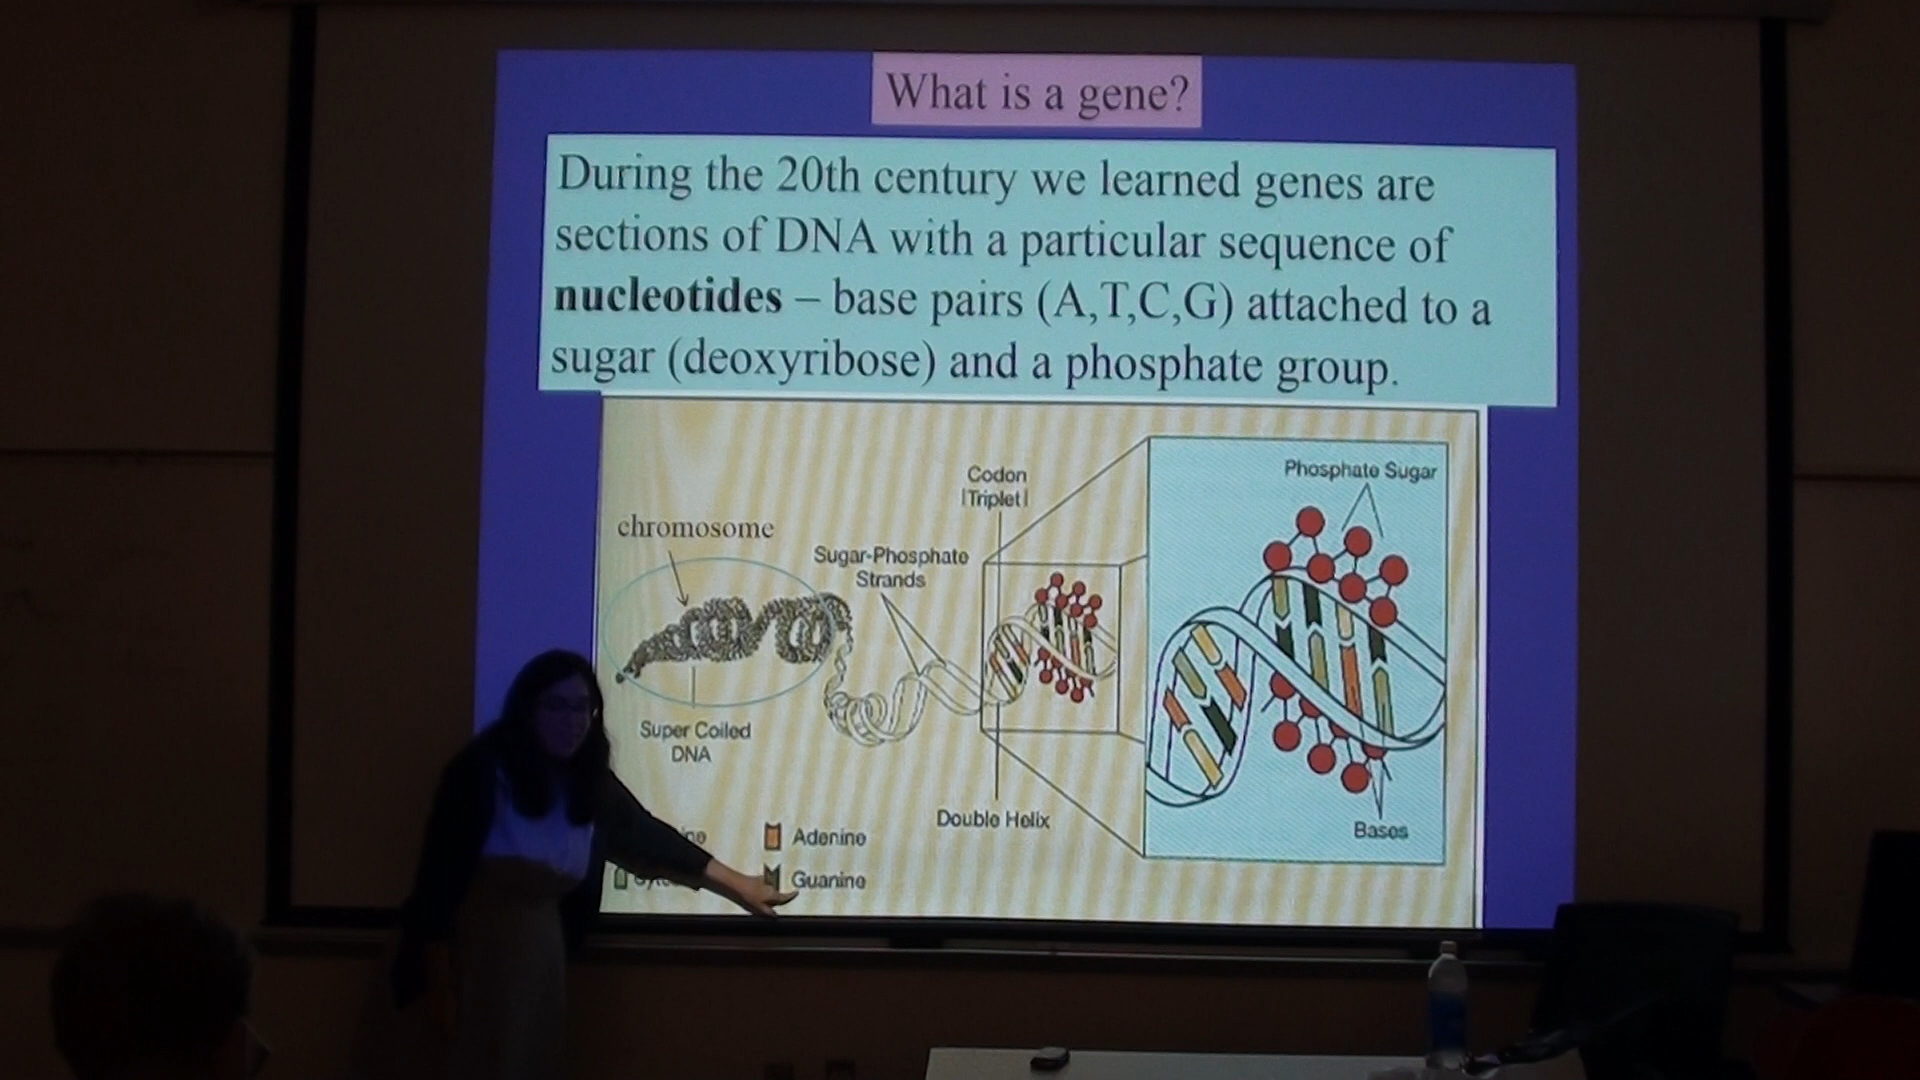 What is a gene?
During the 20th century we learned genes are
sections of DNA with a particular sequence of
nucleotides – base pairs (A,T,C,G) attached to a
sugar (deoxyribose) and a phosphate group.
chromosome
Super Coiled
DNA
Sugar-Phosphate
Strands
Codon
|Triplet|
Double Helix
Phosphate Sugar
Bases
Adenine
Guanine